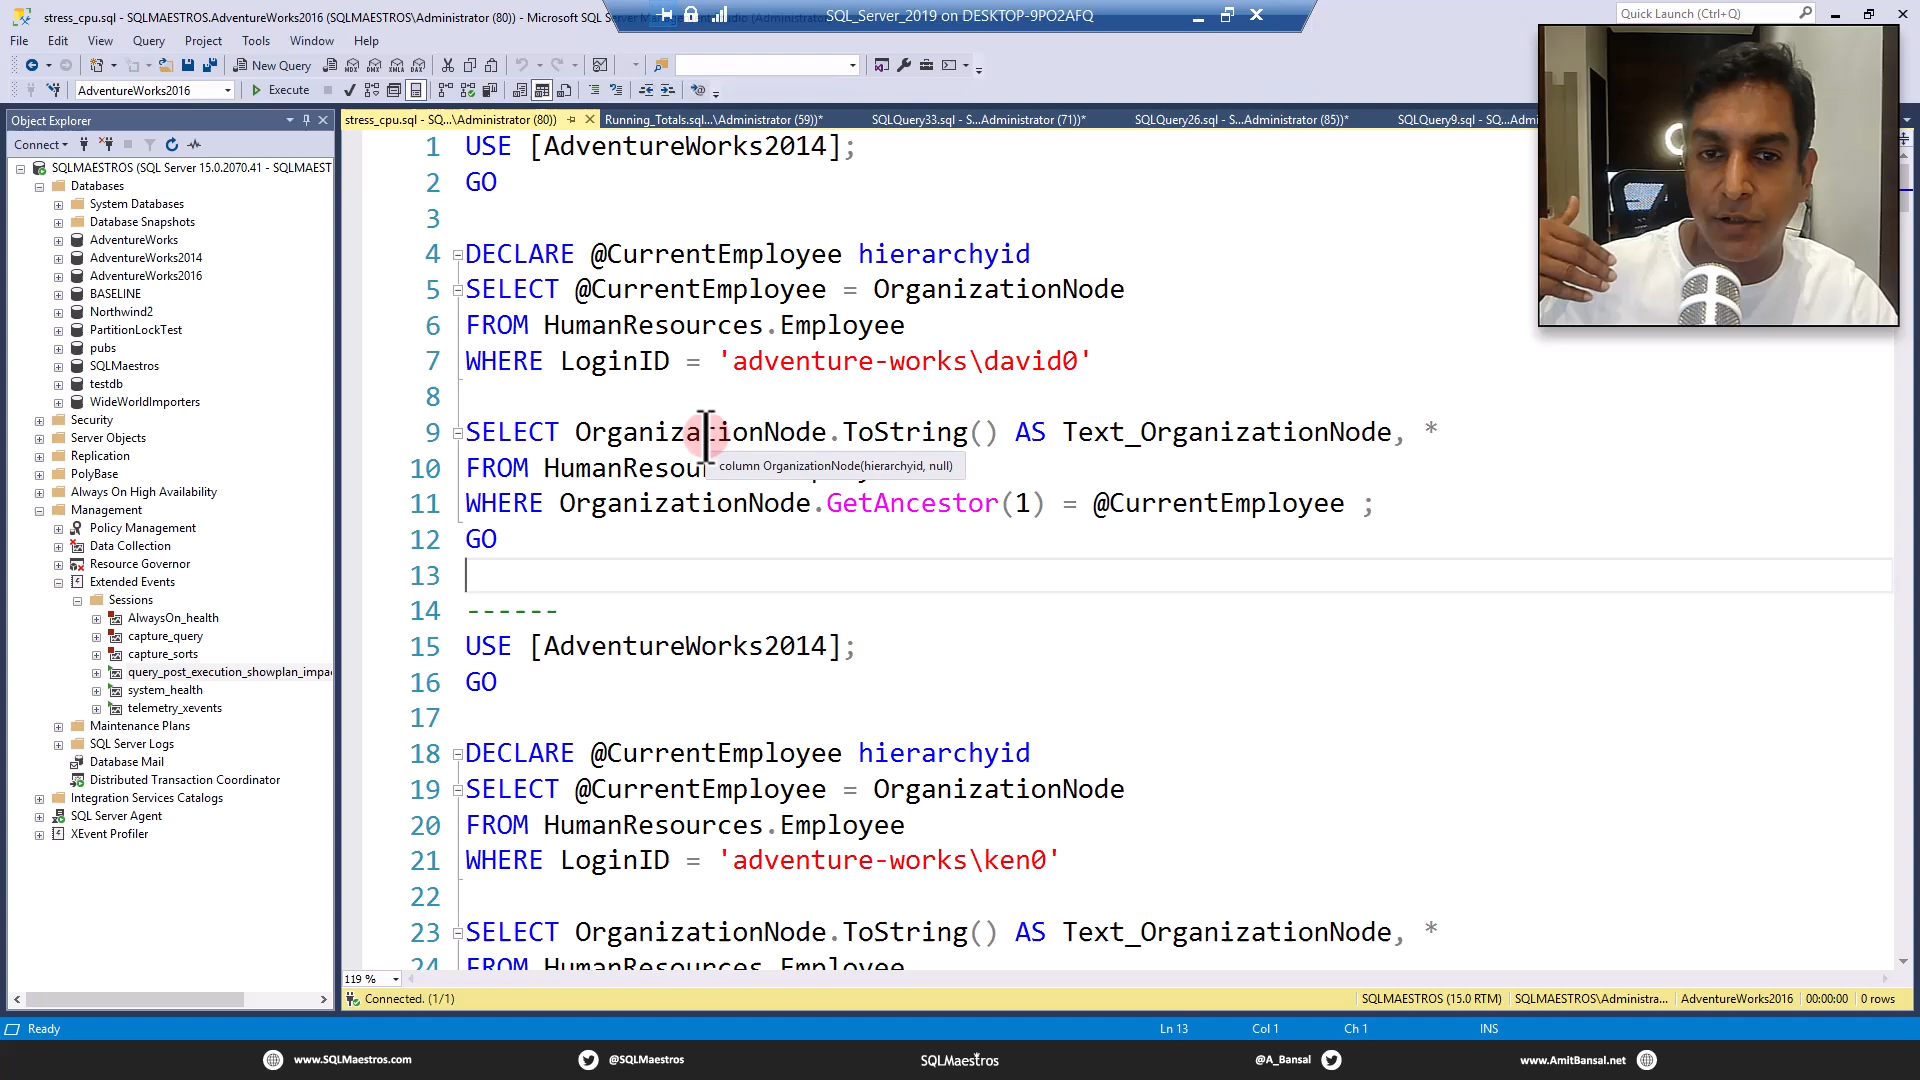 stress_cpu.sql - SQLMAESTROS.AdventureWorks2016 (SQLMAESTROS\Administrator (80)) - Microsoft SQL Server Management Studio (Administrator)
SQL_Server_2019 on DESKTOP-9PO2AFQ
Quick Launch (Ctrl+Q)
File Edit View Query Project Tools Window Help
New Query
AdventureWorks2016
Execute
Object Explorer
stress_cpu.sql - SQ...\Administrator (80))
Running_Totals.sql...\Administrator (59))*
SQLQuery33.sql - S...Administrator (71))*
SQLQuery26.sql - S...Administrator (85))*
SQLQuery9.sql - SQ...
Connect
SQLMAESTROS (SQL Server 15.0.2070.41 - SQLMAEST
Databases
System Databases
Database Snapshots
AdventureWorks
AdventureWorks2014
AdventureWorks2016
BASELINE
Northwind2
PartitionLockTest
pubs
SQLMaestros
testdb
WideWorldImporters
Security
Server Objects
Replication
PolyBase
Always On High Availability
Management
Policy Management
Data Collection
Resource Governor
Extended Events
Sessions
AlwaysOn_health
capture_query
capture_sorts
query_post_execution_showplan_impa
system_health
telemetry_xevents
Maintenance Plans
SQL Server Logs
Database Mail
Distributed Transaction Coordinator
Integration Services Catalogs
SQL Server Agent
XEvent Profiler
1 USE [AdventureWorks2014];
2 GO
3
4 DECLARE @CurrentEmployee hierarchyid
5 SELECT @CurrentEmployee = OrganizationNode
6 FROM HumanResources.Employee
7 WHERE LoginID = 'adventure-works\david0'
8
9 SELECT OrganizationNode.ToString() AS Text_OrganizationNode, *
10 FROM HumanResou
column OrganizationNode(hierarchyid, null)
11 WHERE OrganizationNode.GetAncestor(1) = @CurrentEmployee ;
12 GO
13
14 ------
15 USE [AdventureWorks2014];
16 GO
17
18 DECLARE @CurrentEmployee hierarchyid
19 SELECT @CurrentEmployee = OrganizationNode
20 FROM HumanResources.Employee
21 WHERE LoginID = 'adventure-works\ken0'
22
23 SELECT OrganizationNode.ToString() AS Text_OrganizationNode, *
24 FROM HumanResources.Employee
119 %
Connected. (1/1)
SQLMAESTROS (15.0 RTM)
SQLMAESTROS\Administra...
AdventureWorks2016
00:00:00
0 rows
Ready
Ln 13
Col 1
Ch 1
INS
www.SQLMaestros.com
@SQLMaestros
SQLMaestros
@A_Bansal
www.AmitBansal.net